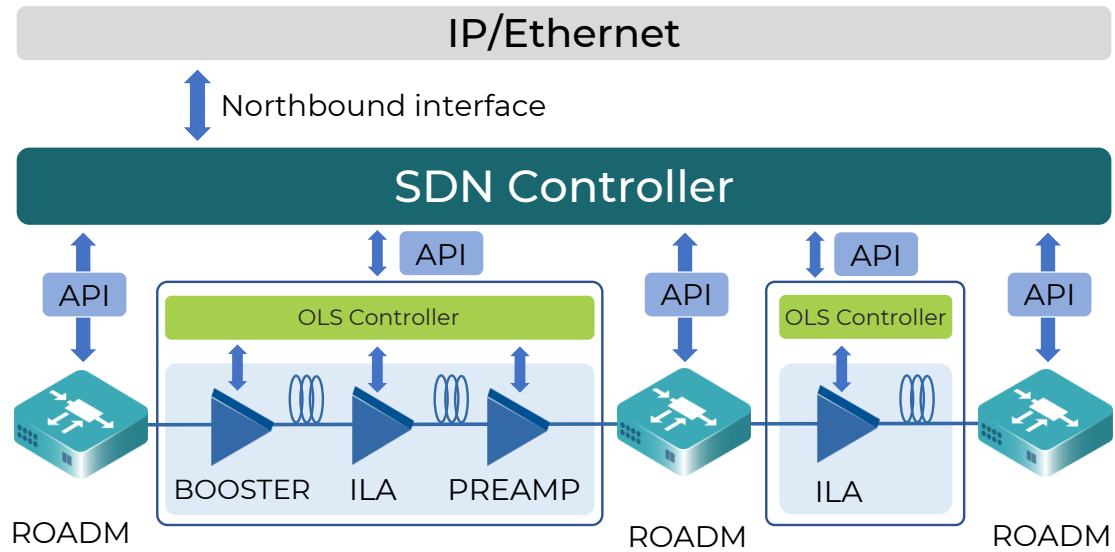 IP/Ethernet
Northbound interface
SDN Controller
API
API
API
API
API
OLS Controller
OLS Controller
BOOSTER
ILA
PREAMP
ILA
ROADM
ROADM
ROADM